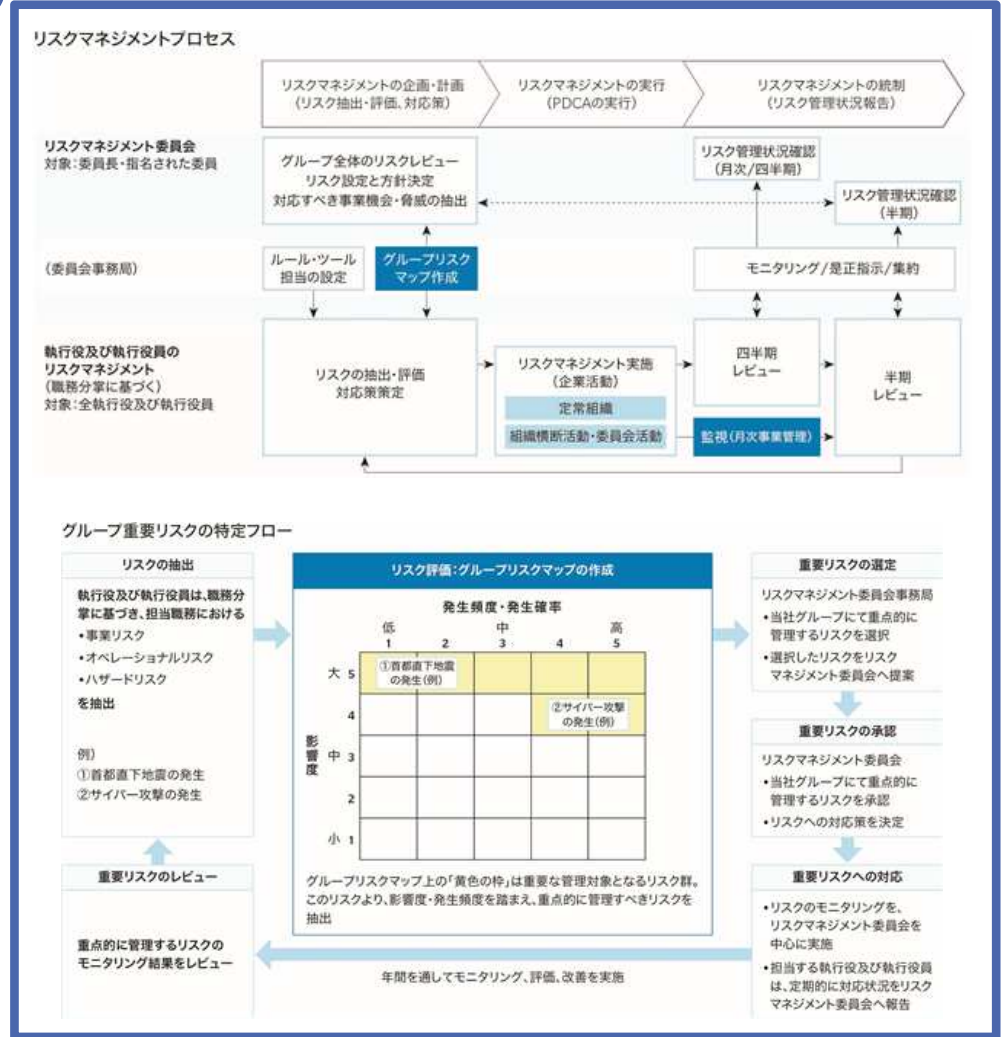 リスクマネジメントプロセス
リスクマネジメントの企画・計画
(リスク抽出・評価、対応策)
リスクマネジメントの実行
(PDCAの実行)
リスクマネジメントの統制
(リスク管理状況報告)
リスクマネジメント委員会
対象:委員長・指名された委員
グループ全体のリスクレビュー
リスク設定と方針決定
対応すべき事業機会・脅威の抽出
リスク管理状況確認
(月次/四半期)
リスク管理状況確認
(半期)
(委員会事務局)
ルール・ツール
担当の設定
グループリスク
マップ作成
モニタリング/是正指示/集約
執行役及び執行役員の
リスクマネジメント
(職務分掌に基づく)
対象:全執行役及び執行役員
リスクの抽出・評価
対応策策定
リスクマネジメント実施
(企業活動)
定常組織
組織横断活動・委員会活動
四半期
レビュー
監視(月次事業管理)
半期
レビュー
グループ重要リスクの特定フロー
リスクの抽出
執行役及び執行役員は、職務分
掌に基づき、担当職務における
•事業リスク
•オペレーショナルリスク
•ハザードリスク
を抽出
例)
①首都直下地震の発生
②サイバー攻撃の発生
リスク評価:グループリスクマップの作成
発生頻度・発生確率
低 中 高
1 2 3 4 5
影響度
大 5
①首都直下地震
の発生(例)
4
②サイバー攻撃
の発生(例)
中 3
2
小 1
グループリスクマップ上の「黄色の枠」は重要な管理対象となるリスク群。
このリスクより、影響度・発生頻度を踏まえ、重点的に管理すべきリスクを
抽出
重要リスクの選定
リスクマネジメント委員会事務局
•当社グループにて重点的に
管理するリスクを選択
•選択したリスクをリスク
マネジメント委員会へ提案
重要リスクの承認
リスクマネジメント委員会
•当社グループにて重点的に
管理するリスクを承認
•リスクへの対応策を決定
重要リスクへの対応
•リスクのモニタリングを、
リスクマネジメント委員会を
中心に実施
•担当する執行役及び執行役員
は、定期的に対応状況をリスク
マネジメント委員会へ報告
重要リスクのレビュー
重点的に管理するリスクの
モニタリング結果をレビュー
年間を通してモニタリング、評価、改善を実施